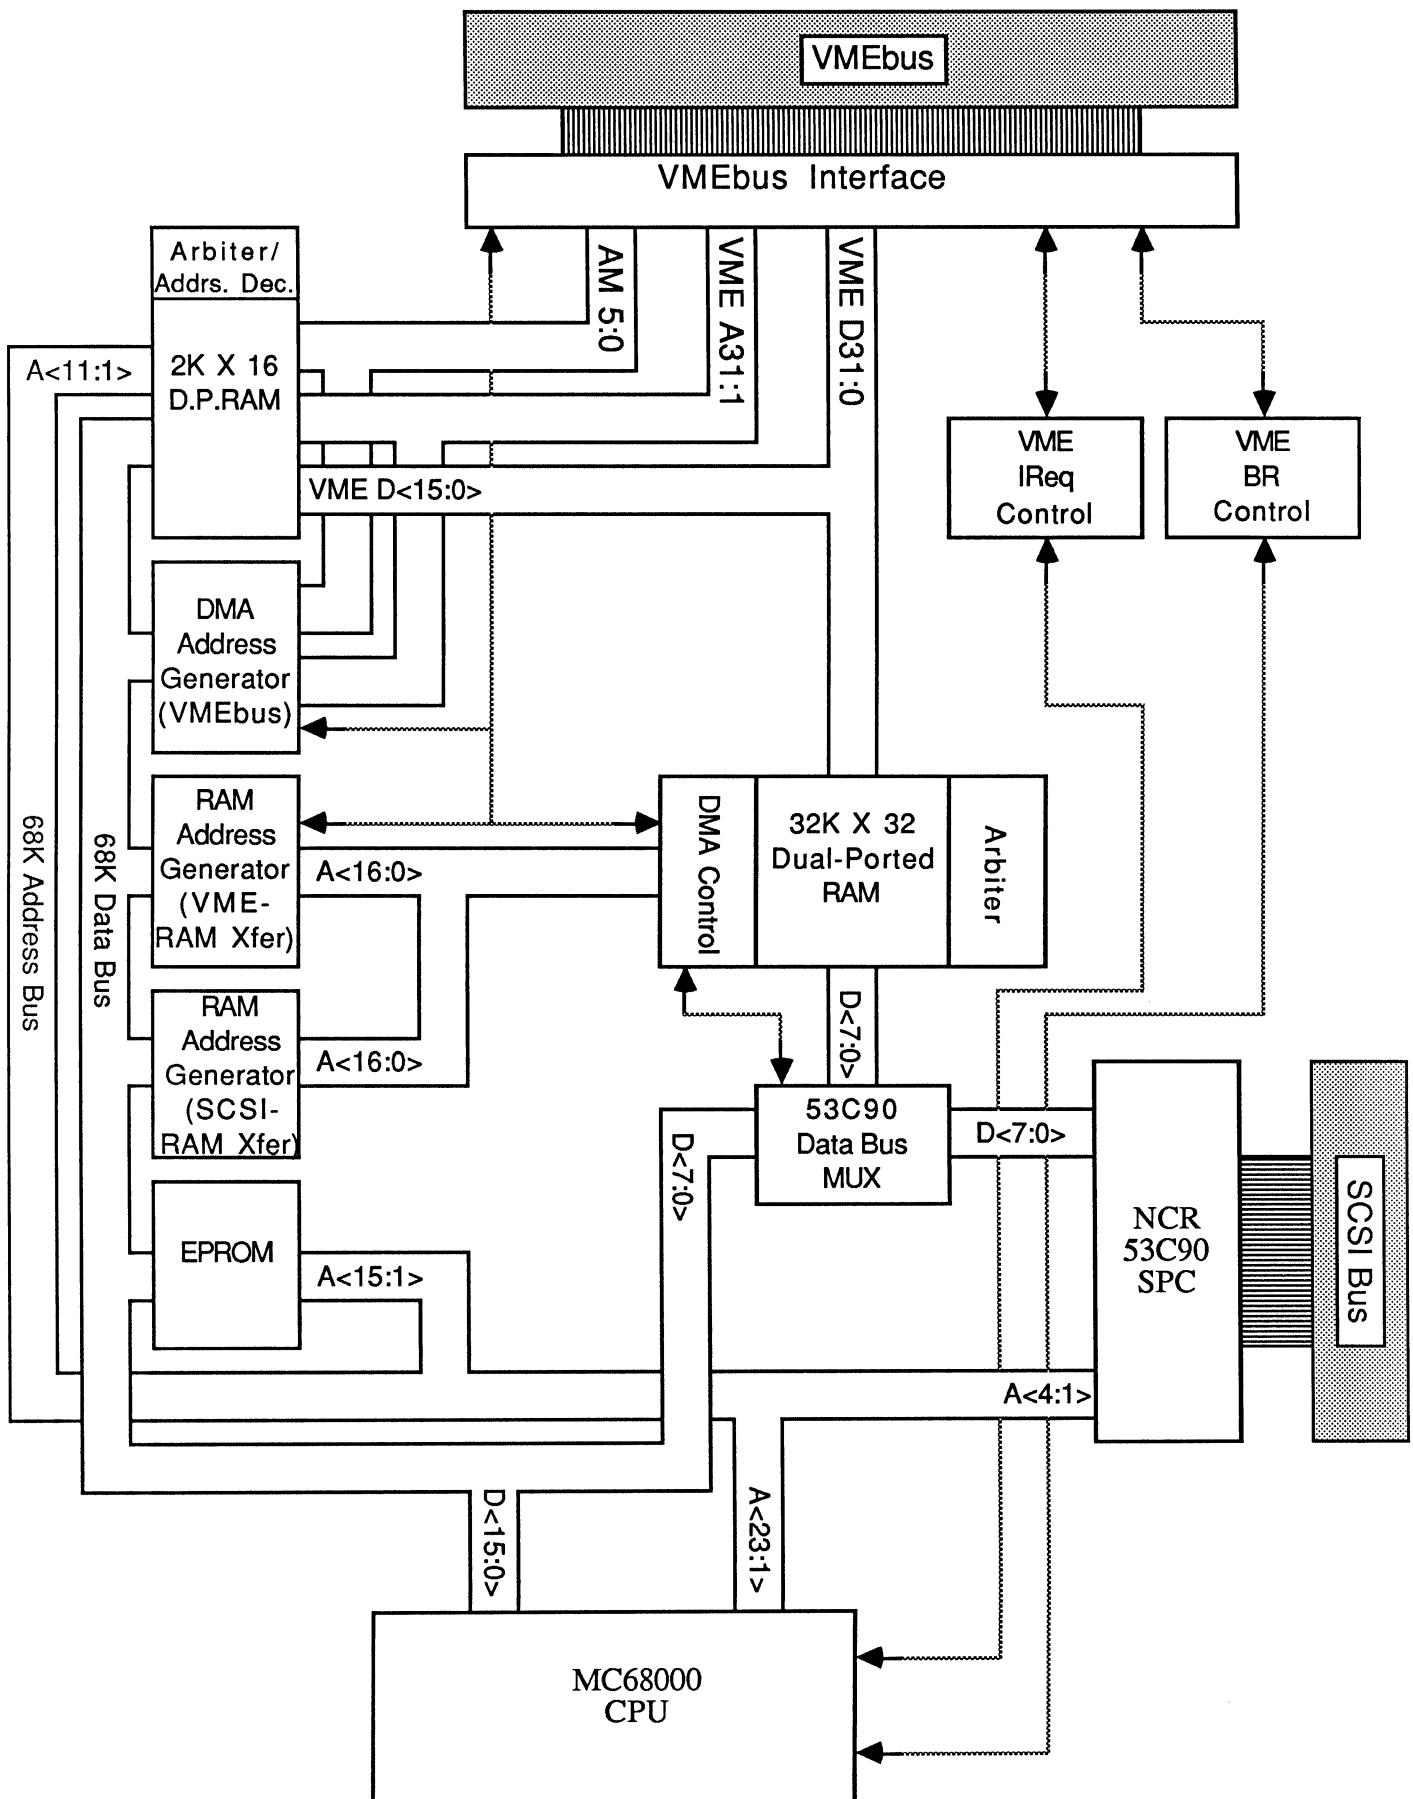 VMEbus
VMEbus Interface
Arbiter/
Addrs. Dec.
2K X 16
D.P.RAM
A<11:1>
AM 5:0
VME A31:1
VME D31:0
VME D<15:0>
VME
IReq
Control
VME
BR
Control
DMA
Address
Generator
(VMEbus)
RAM
Address
Generator
(VME-
RAM Xfer)
A<16:0>
DMA Control
32K X 32
Dual-Ported
RAM
Arbiter
68K Address Bus
68K Data Bus
RAM
Address
Generator
(SCSI-
RAM Xfer)
A<16:0>
D<7:0>
53C90
Data Bus
MUX
D<7:0>
D<7:0>
NCR
53C90
SPC
SCSI Bus
EPROM
A<15:1>
A<4:1>
D<15:0>
A<23:1>
MC68000
CPU